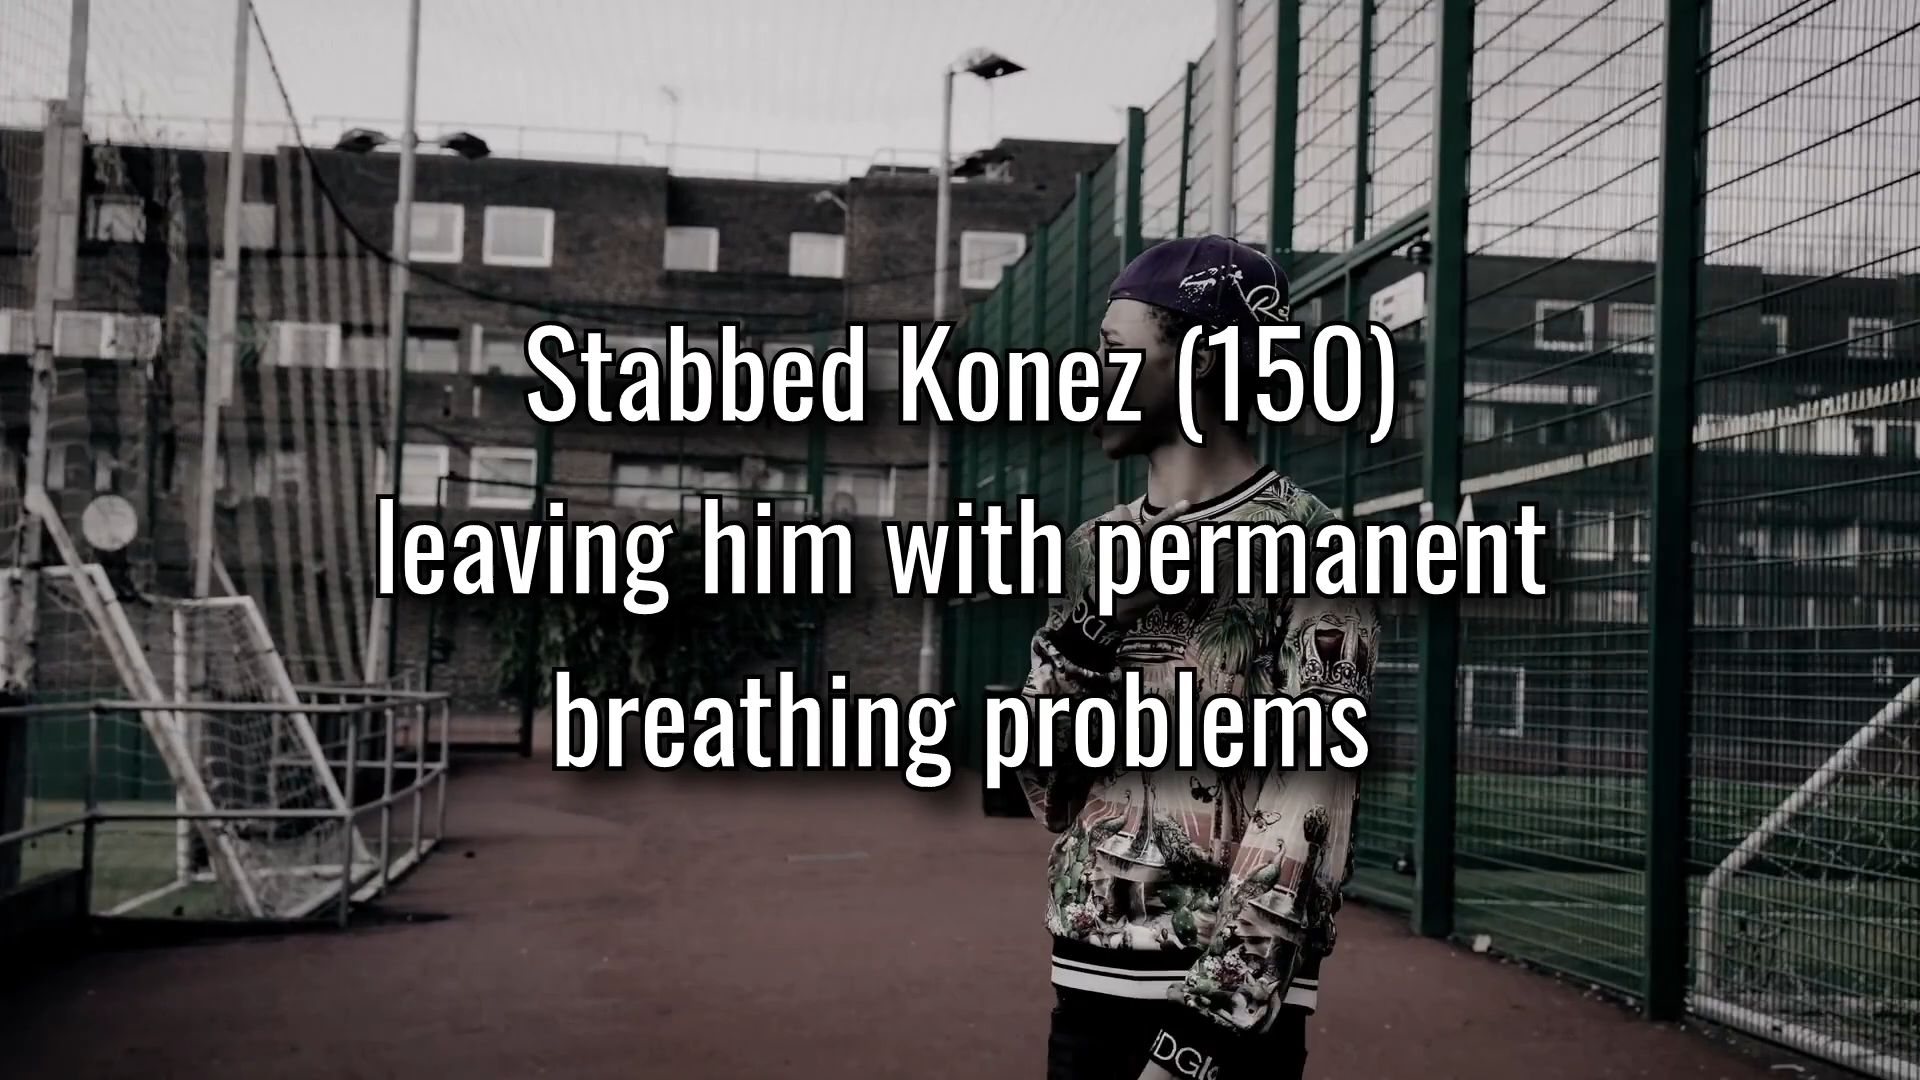 Stabbed Konez (150)
leaving him with permanent
breathing problems